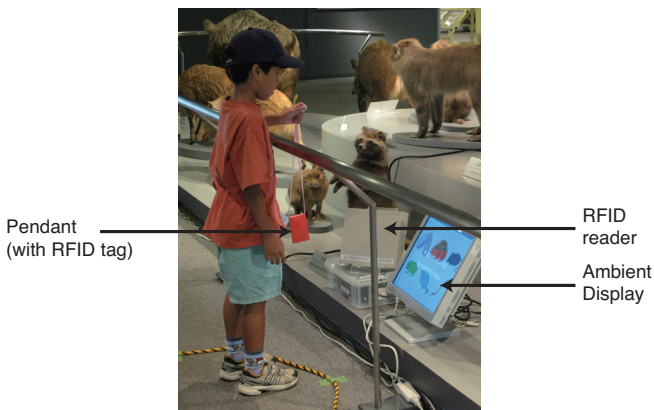 Pendant
(with RFID tag)
RFID
reader
Ambient
Display